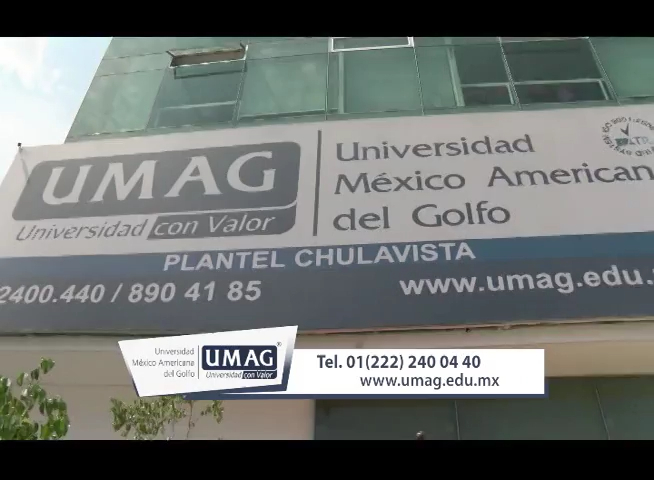 UMAG
Universidad con Valor
Universidad
México American
del Golfo
PLANTEL CHULAVISTA
2400.440 / 890 41 85
www.umag.edu.
Universidad
México Americana
del Golfo
UMAG
Universidad con Valor
Tel. 01(222) 240 04 40
www.umag.edu.mx